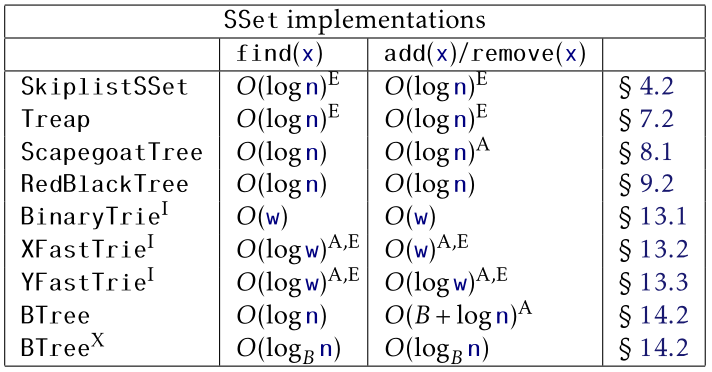 SSet implementations
find(x) add(x)/remove(x)
SkiplistSSet O(log n)^E O(log n)^E § 4.2
Treap O(log n)^E O(log n)^E § 7.2
ScapegoatTree O(log n) O(log n)^A § 8.1
RedBlackTree O(log n) O(log n) § 9.2
BinaryTrie^I O(w) O(w) § 13.1
XFastTrie^I O(log w)^A,E O(w)^A,E § 13.2
YFastTrie^I O(log w)^A,E O(log w)^A,E § 13.3
BTree O(log n) O(B + log n)^A § 14.2
BTree^X O(log_B n) O(log_B n) § 14.2